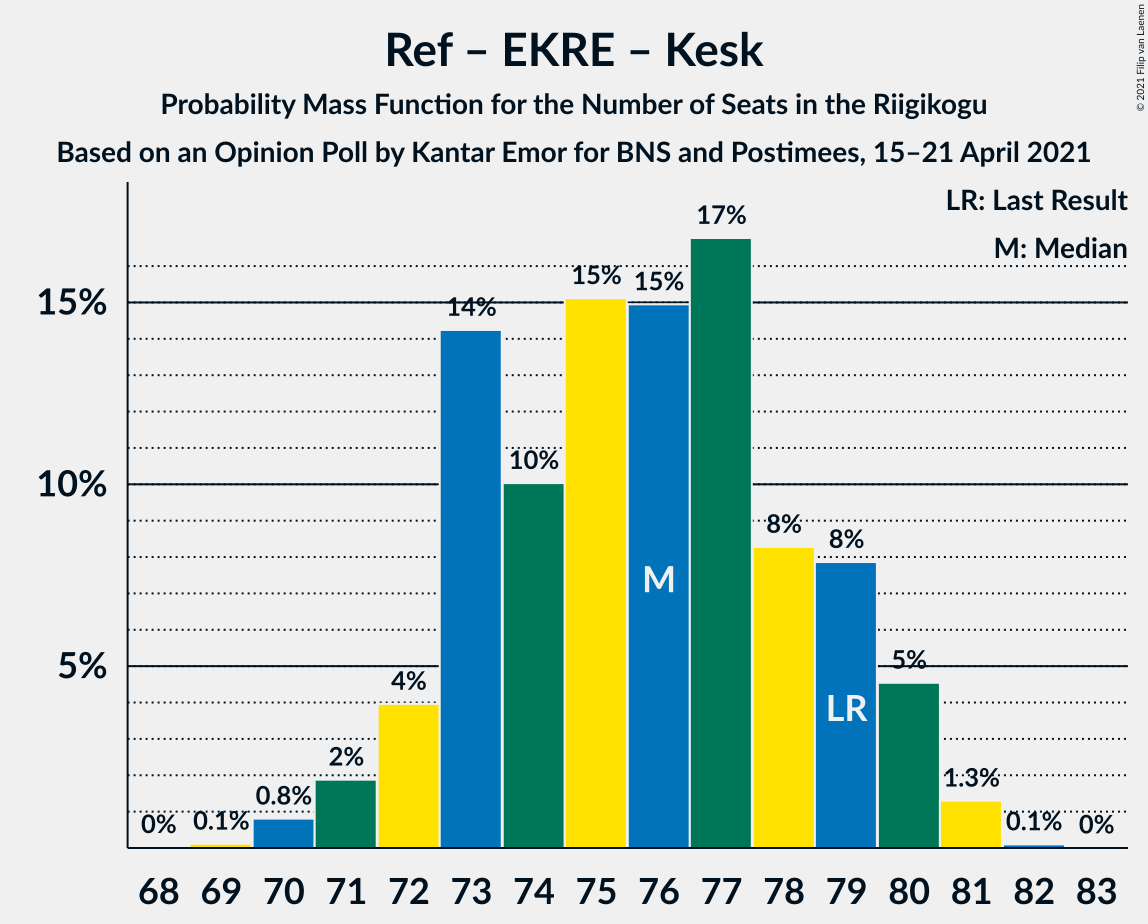 © 2021 Filip van Laenen
Ref – EKRE – Kesk
Probability Mass Function for the Number of Seats in the Riigikogu
Based on an Opinion Poll by Kantar Emor for BNS and Postimees, 15–21 April 2021
LR: Last Result
M: Median
15%
10%
5%
0% 0.1% 0.8% 2% 4% 14% 10% 15% 15% 17% 8% 8% 5% 1.3% 0.1% 0%
M
LR
68 69 70 71 72 73 74 75 76 77 78 79 80 81 82 83